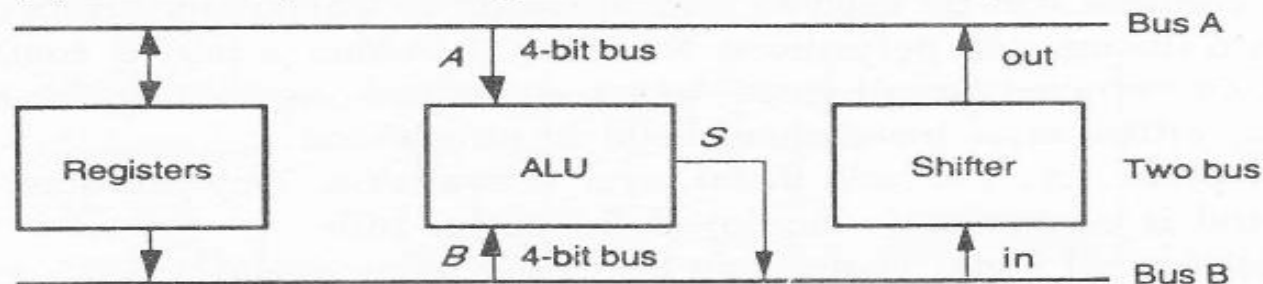 Bus A
A 4-bit bus
out
Registers
ALU
S
Shifter
Two bus
B 4-bit bus
in
Bus B